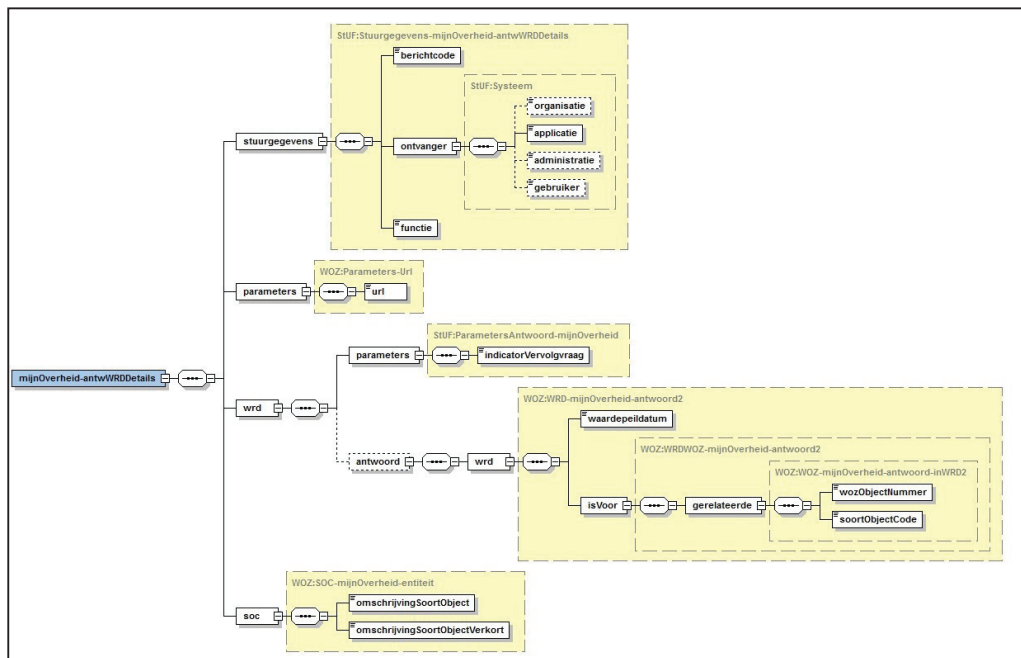 StUF:Stuurgegevens-mijnOverheid-antwWRDDetails
berichtcode
StUF:Systeem
organisatie
stuurgegevens
ontvanger
applicatie
administratie
gebruiker
functie
WOZ:Parameters-Url
parameters
url
StUF:ParametersAntwoord-mijnOverheid
parameters
indicatorVervolgvraag
mijnOverheid-antwWRDDetails
WOZ:WRD-mijnOverheid-antwoord2
wrd
waardepeildatum
WOZ:WRDWOZ-mijnOverheid-antwoord2
antwoord
wrd
WOZ:WOZ-mijnOverheid-antwoord-inWRD2
wozObjectNummer
isVoor
gerelateerde
soortObjectCode
WOZ:SOC-mijnOverheid-entiteit
omschrijvingSoortObject
soc
omschrijvingSoortObjectVerkort